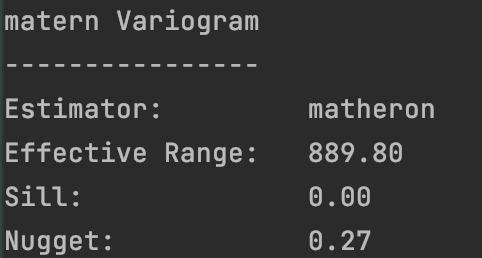 matern Variogram
----------------
Estimator: matheron
Effective Range: 889.80
Sill: 0.00
Nugget: 0.27